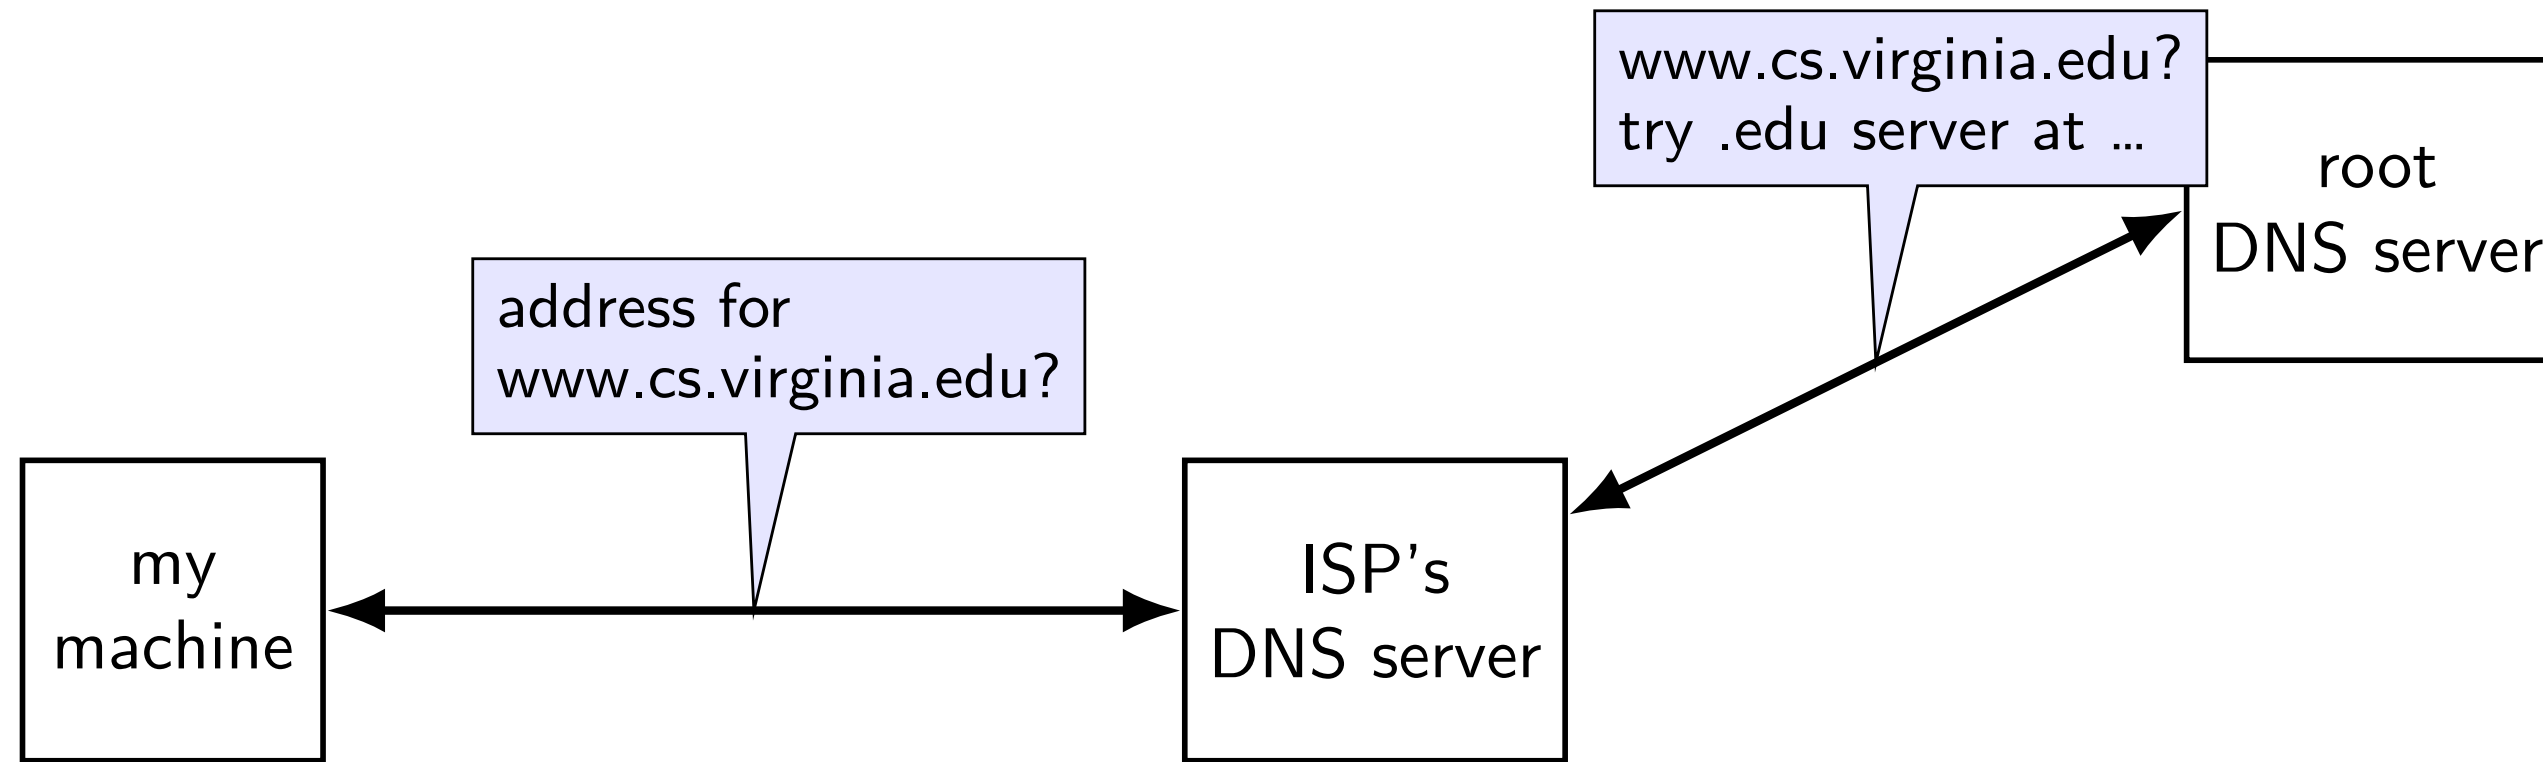 www.cs.virginia.edu?
try .edu server at ...
root
DNS server
address for
www.cs.virginia.edu?
my
machine
ISP's
DNS server